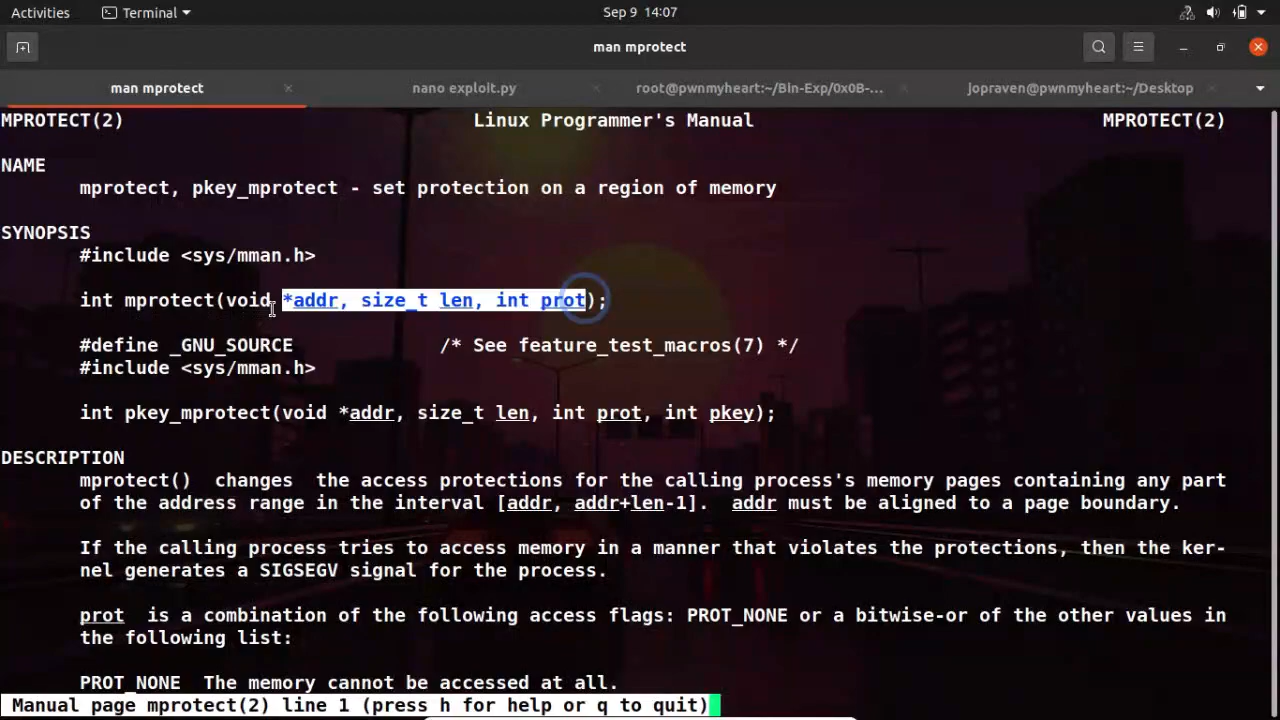 Activities Terminal Sep 9 14:07
man mprotect
man mprotect nano exploit.py root@pwnmyheart:~/Bin-Exp/0x0B-... jopraven@pwnmyheart:~/Desktop
MPROTECT(2) Linux Programmer's Manual MPROTECT(2)
NAME
mprotect, pkey_mprotect - set protection on a region of memory
SYNOPSIS
#include <sys/mman.h>
int mprotect(void *addr, size_t len, int prot);
#define _GNU_SOURCE /* See feature_test_macros(7) */
#include <sys/mman.h>
int pkey_mprotect(void *addr, size_t len, int prot, int pkey);
DESCRIPTION
mprotect() changes the access protections for the calling process's memory pages containing any part
of the address range in the interval [addr, addr+len-1]. addr must be aligned to a page boundary.
If the calling process tries to access memory in a manner that violates the protections, then the ker-
nel generates a SIGSEGV signal for the process.
prot is a combination of the following access flags: PROT_NONE or a bitwise-or of the other values in
the following list:
PROT_NONE The memory cannot be accessed at all.
Manual page mprotect(2) line 1 (press h for help or q to quit)